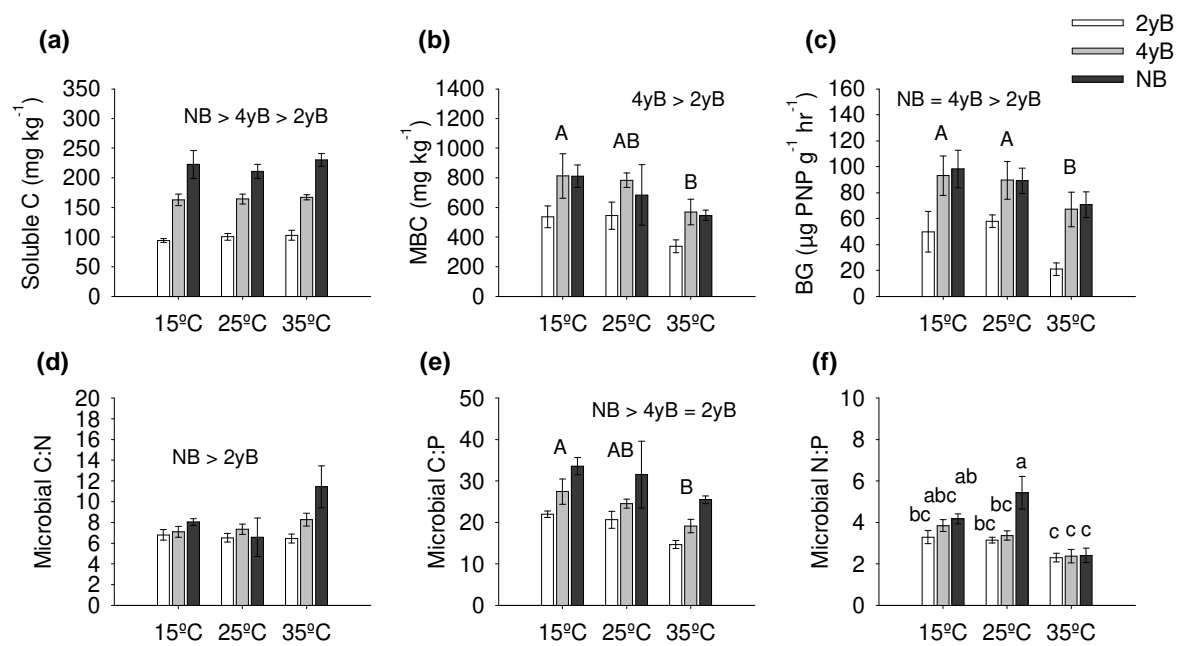 2yB
4yB
NB
(a)
(b)
(c)
NB > 4yB > 2yB
4yB > 2yB
NB = 4yB > 2yB
Soluble C (mg kg⁻¹)
350
300
250
200
150
100
50
0
15ºC 25ºC 35ºC
MBC (mg kg⁻¹)
1400
1200
1000
800
600
400
200
0
A
AB
B
15ºC 25ºC 35ºC
BG (µg PNP g⁻¹ hr⁻¹)
160
140
120
100
80
60
40
20
0
A
A
B
15ºC 25ºC 35ºC
(d)
(e)
(f)
Microbial C:N
20
18
16
14
12
10
8
6
4
2
0
NB > 2yB
15ºC 25ºC 35ºC
Microbial C:P
50
40
30
20
10
0
NB > 4yB = 2yB
A
AB
B
15ºC 25ºC 35ºC
Microbial N:P
10
8
6
4
2
0
bc
abc
ab
bc
bc
a
c c c
15ºC 25ºC 35ºC